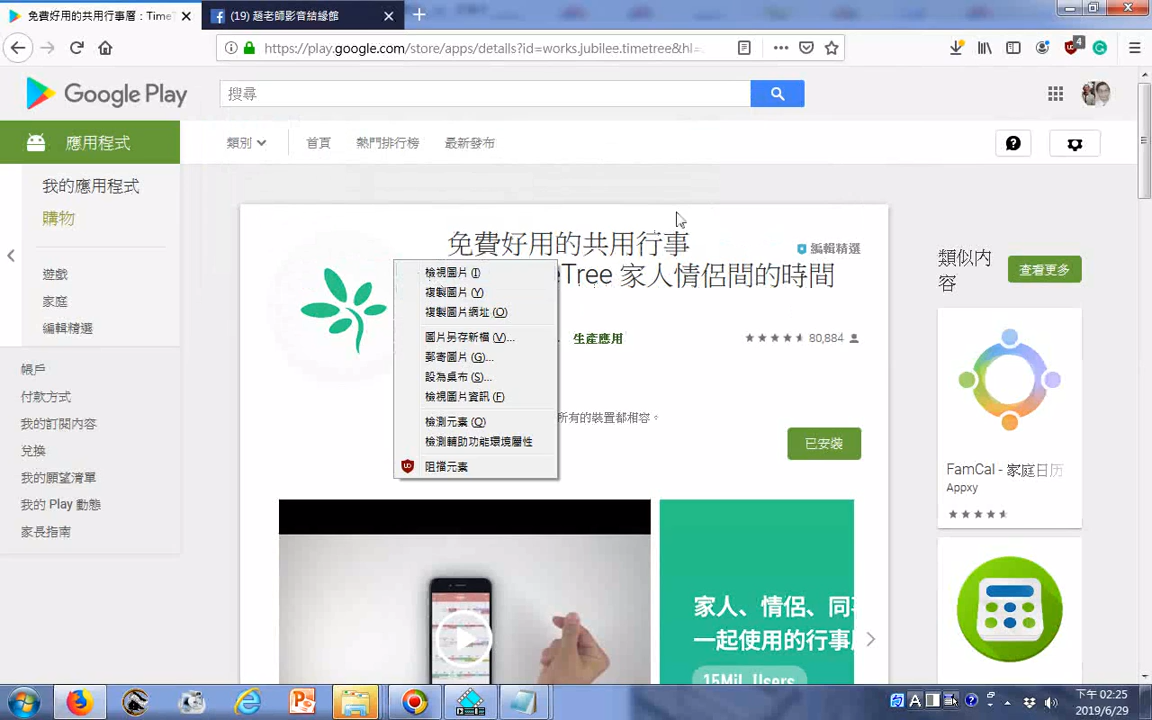 免費好用的共用行事曆：TimeT
(19) 趙老師影音結緣館
https://play.google.com/store/apps/details?id=works.jubilee.timetree&hl=
4
Google Play
搜尋
應用程式
類別
首頁
熱門排行榜
最新發布
我的應用程式
購物
遊戲
家庭
編輯精選
帳戶
付款方式
我的訂閱內容
兌換
我的願望清單
我的 Play 動態
家長指南
免費好用的共用行事
eTree 家人情侶間的時間
編輯精選
生產應用
80,884
所有的裝置都相容。
已安裝
檢視圖片 (I)
複製圖片 (Y)
複製圖片網址 (O)
圖片另存新檔 (V)...
郵寄圖片 (G)...
設為桌布 (S)...
檢視圖片資訊 (F)
檢測元素 (Q)
檢測輔助功能環境屬性
阻擋元素
家人、情侶、同
一起使用的行事
15Mil. Users
類似內
容
查看更多
FamCal - 家庭日历
Appxy
下午 02:25
2019/6/29